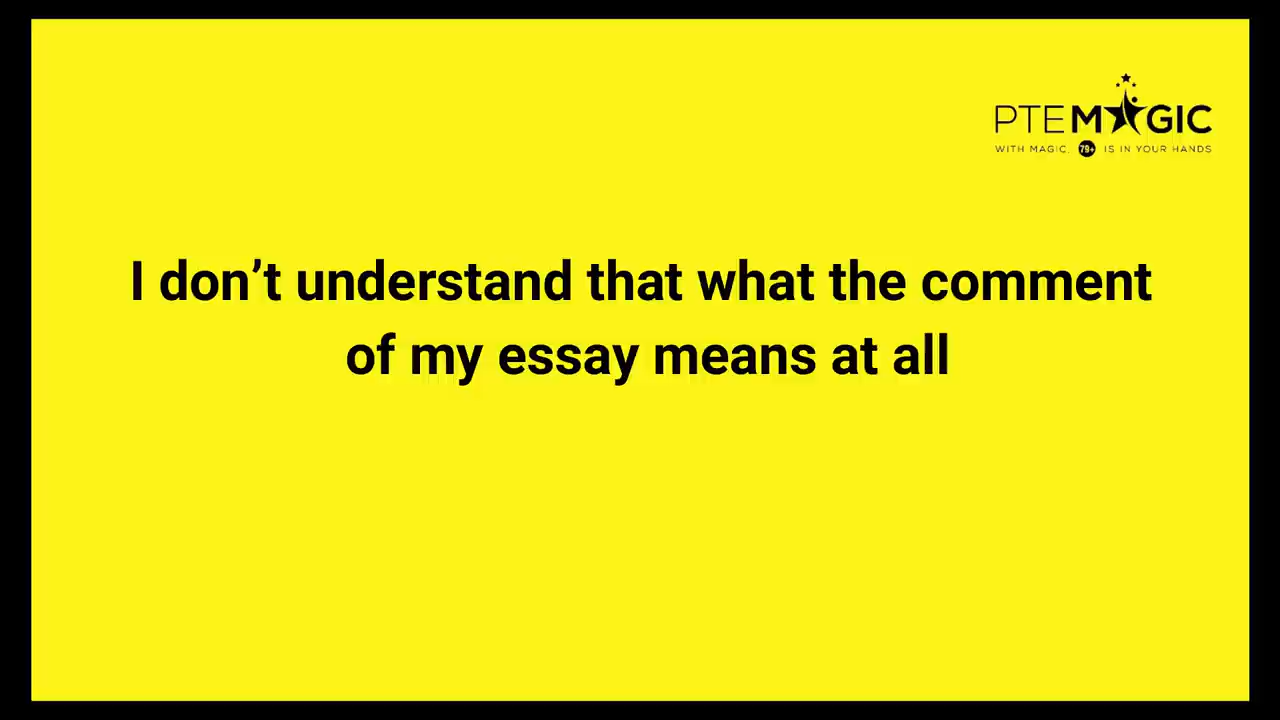 PTEMAGIC
WITH MAGIC, 79+ IS IN YOUR HANDS
I don’t understand that what the comment
of my essay means at all